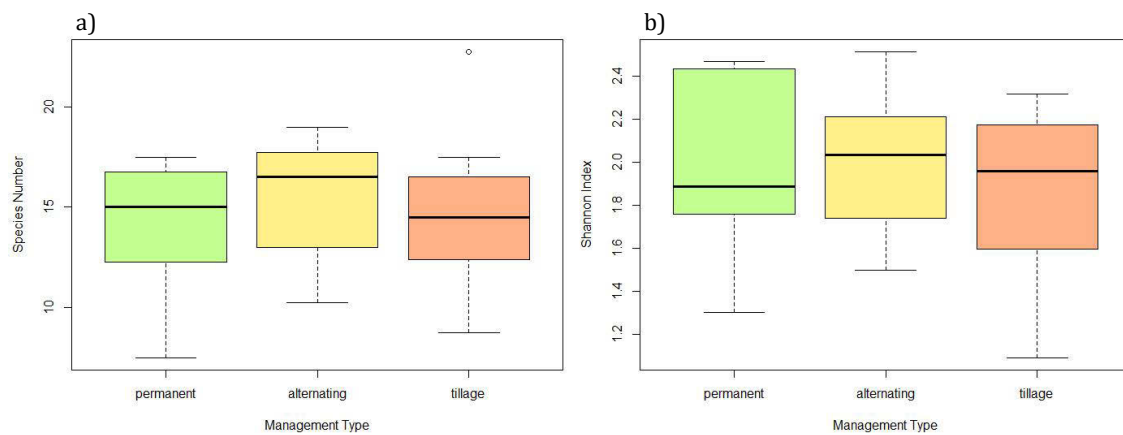 a)
Species Number
20
15
10
permanent
alternating
tillage
Management Type
b)
Shannon Index
2.4
2.2
2.0
1.8
1.6
1.4
1.2
permanent
alternating
tillage
Management Type